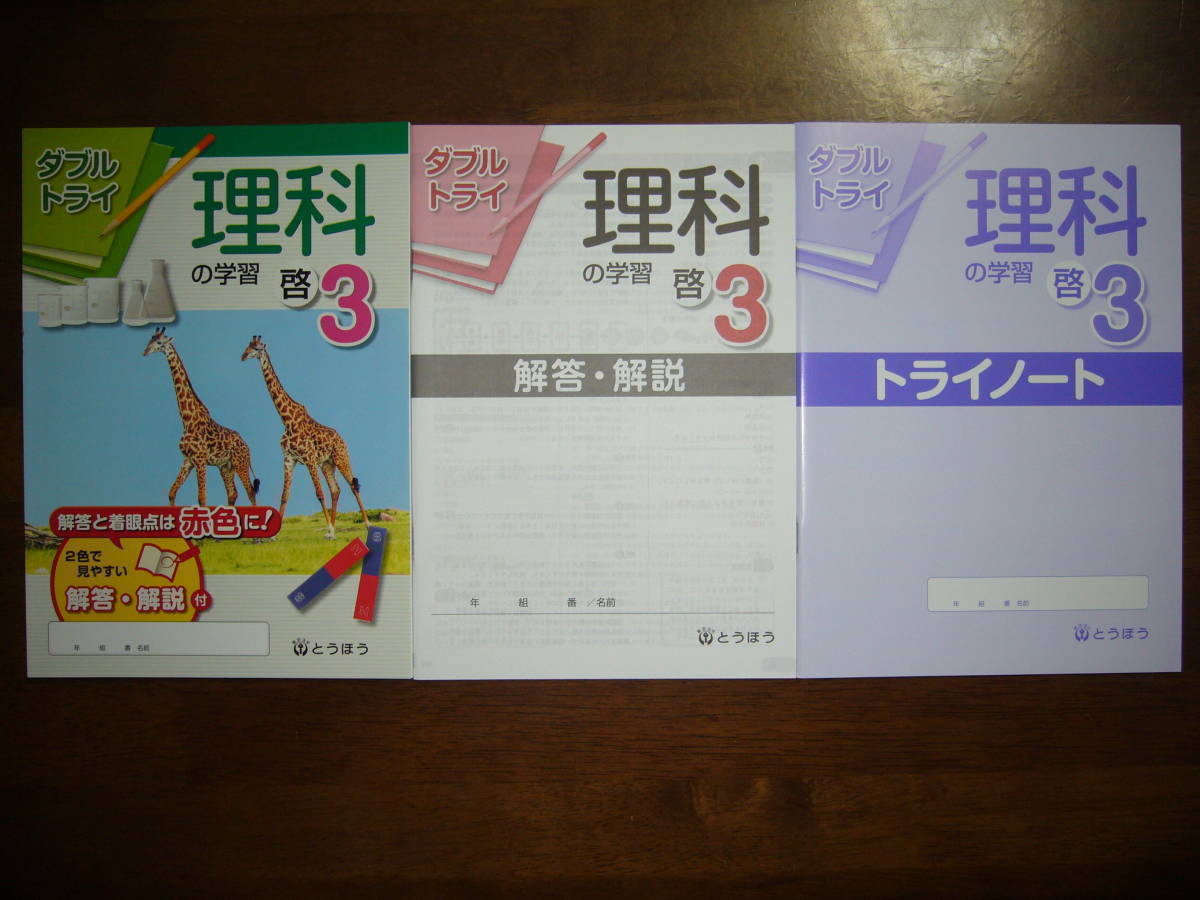 ダブル
トライ
理科
の学習
啓
3
解答と着眼点は赤色に!
2色で
見やすい
解答・解説付
年 組 番 名前
とうほう
ダブル
トライ
理科
の学習
啓
3
解答・解説
年 組 番/名前
とうほう
ダブル
トライ
理科
の学習
啓
3
トライノート
年 組 番 名前
とうほう